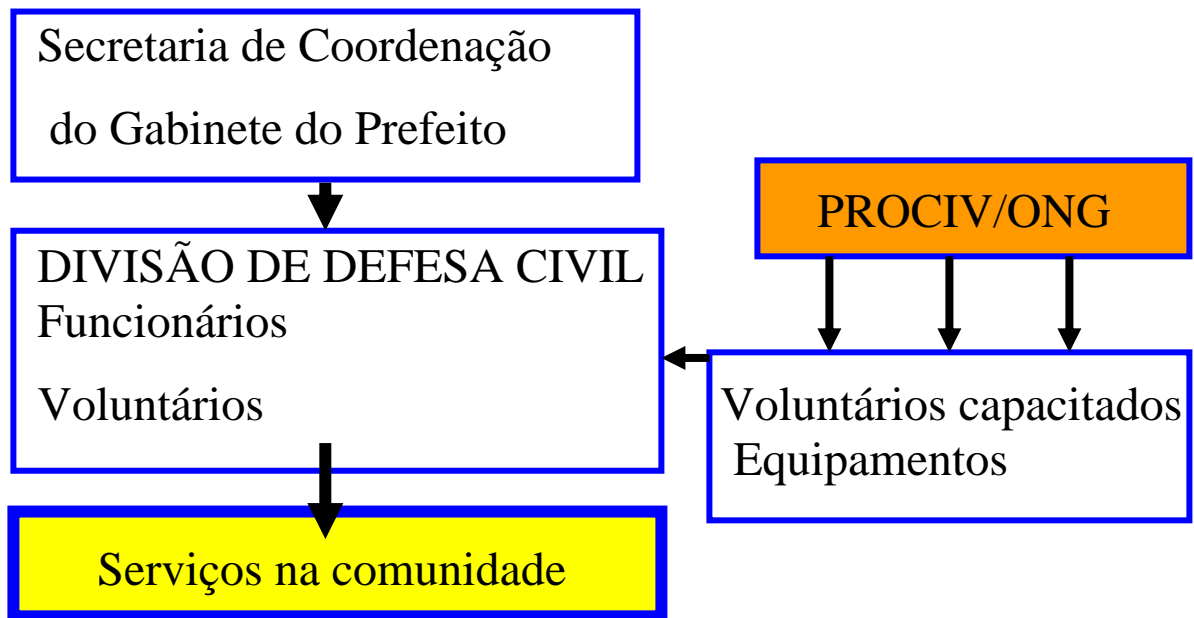 Secretaria de Coordenação
do Gabinete do Prefeito
PROCIV/ONG
DIVISÃO DE DEFESA CIVIL
Funcionários
Voluntários
Voluntários capacitados
Equipamentos
Serviços na comunidade